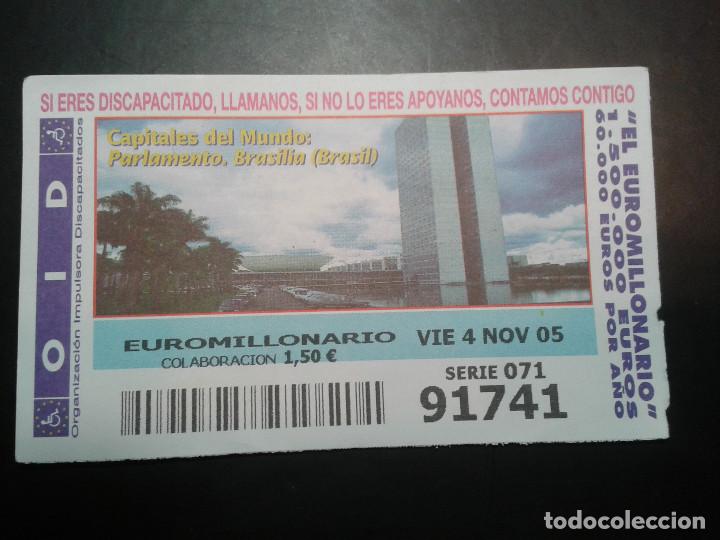 SI ERES DISCAPACITADO, LLAMANOS, SI NO LO ERES APOYANOS, CONTAMOS CONTIGO
OID
Organización Impulsora Discapacitados
Capitales del Mundo:
Parlamento. Brasilia (Brasil)
EUROMILLONARIO VIE 4 NOV 05
COLABORACION 1,50 €
SERIE 071
91741
"EL EUROMILLONARIO"
1.500.000 EUROS
60.000 EUROS POR AÑO
todocoleccion.net